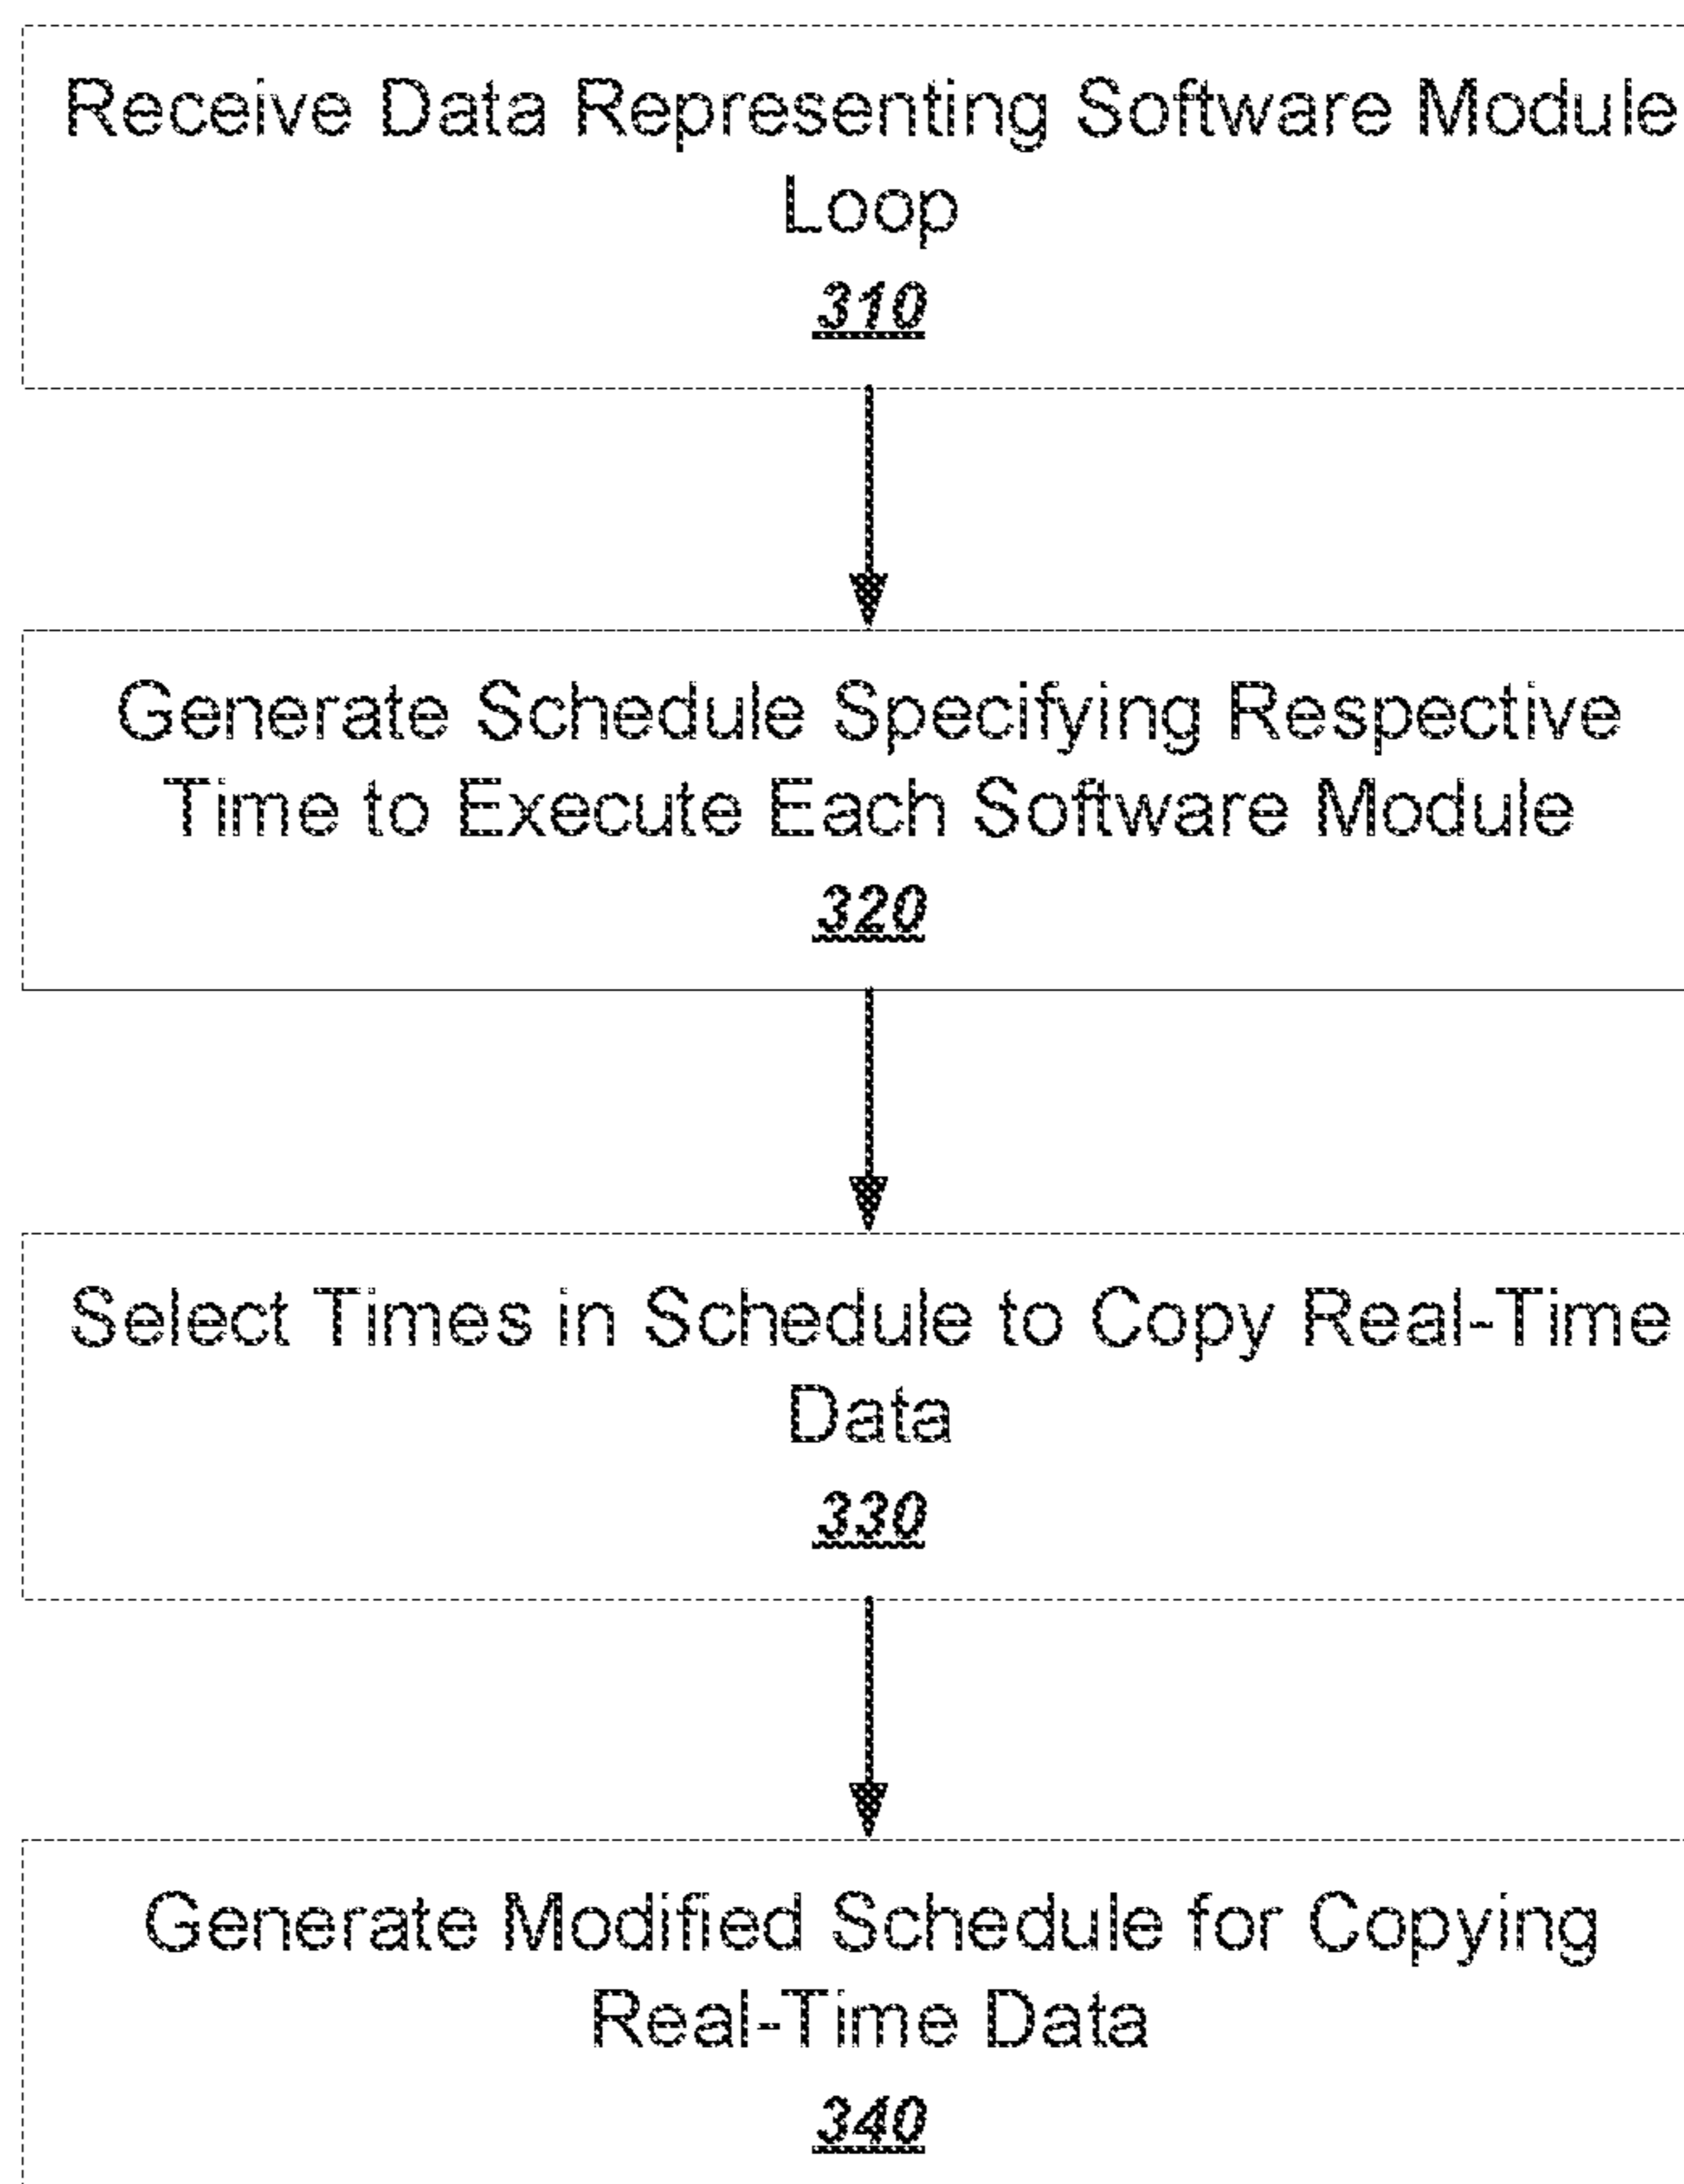 Receive Data Representing Software Module
Loop
310
Generate Schedule Specifying Respective
Time to Execute Each Software Module
320
Select Times in Schedule to Copy Real-Time
Data
330
Generate Modified Schedule for Copying
Real-Time Data
340